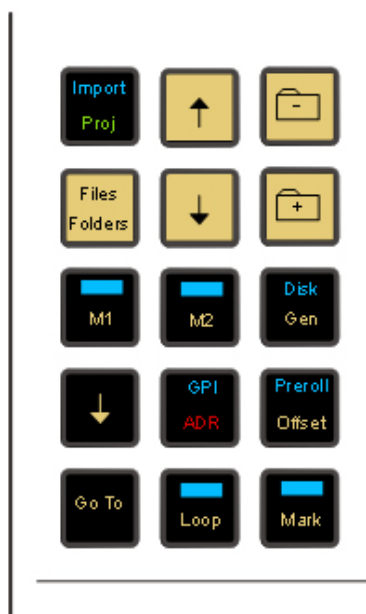 Import
Proj
Files
Folders
M1
M2
Disk
Gen
GPI
ADR
Preroll
Offset
Go To
Loop
Mark